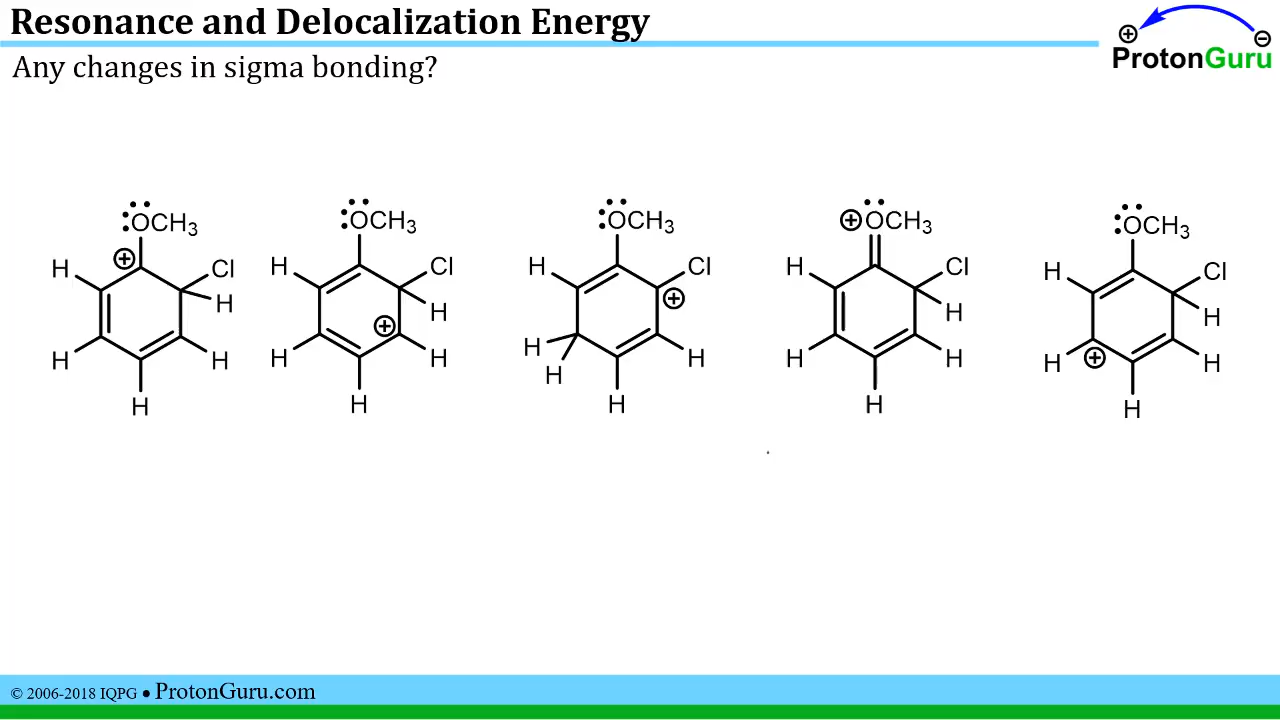 Resonance and Delocalization Energy
ProtonGuru
Any changes in sigma bonding?
OCH3
H
Cl
H
H
H
H
OCH3
H
Cl
H
H
H
H
OCH3
H
Cl
H
H
H
H
OCH3
H
Cl
H
H
H
H
OCH3
H
Cl
H
H
H
H
© 2006-2018 IQPG ● ProtonGuru.com